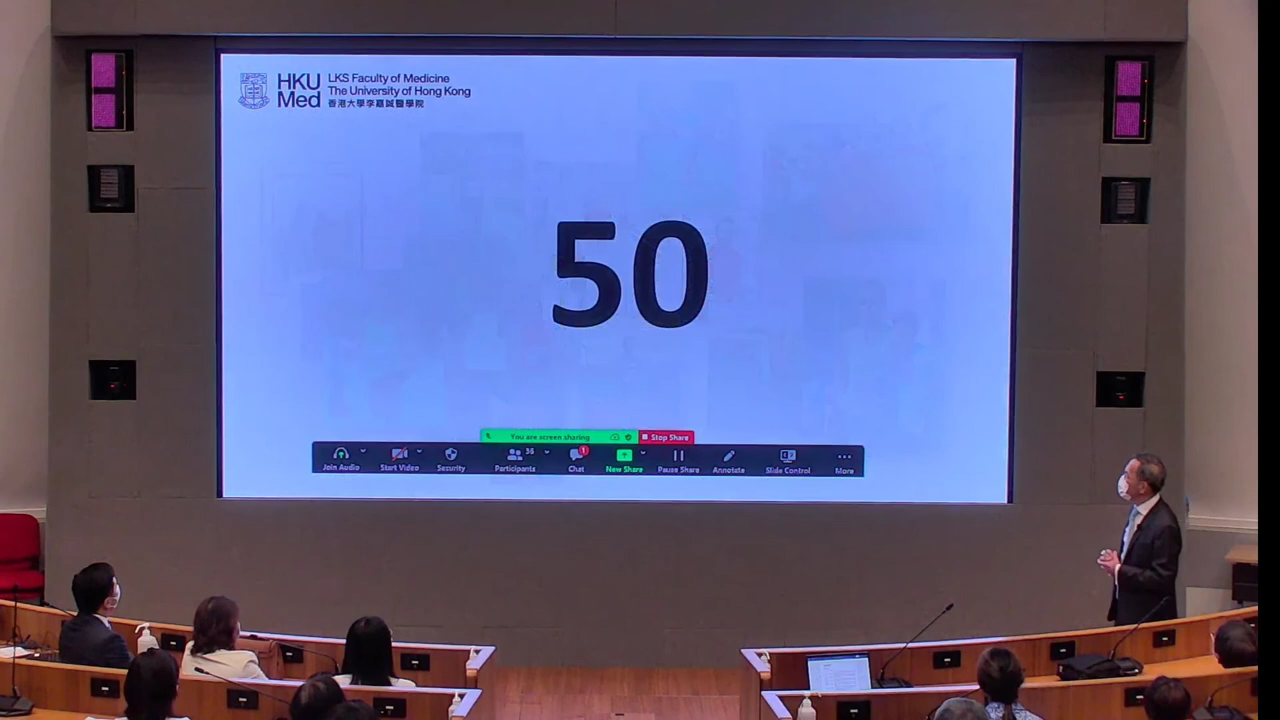 HKU
Med
LKS Faculty of Medicine
The University of Hong Kong
香港大學李嘉誠醫學院
50
You are screen sharing
Stop Share
Join Audio
Start Video
Security
Participants
36
Chat
1
New Share
Pause Share
Annotate
Slide Control
More